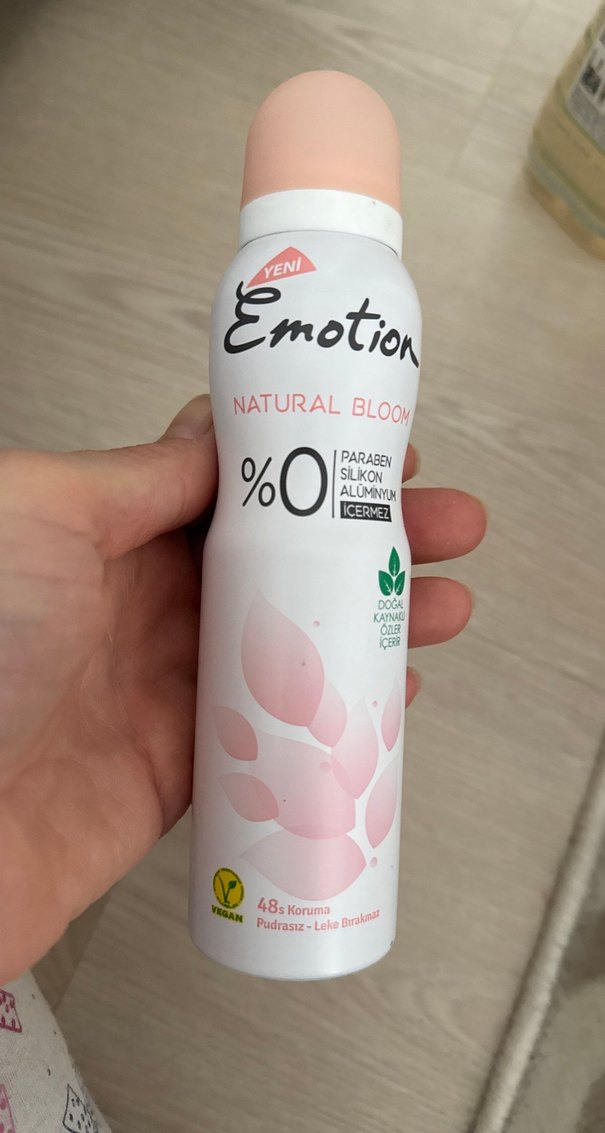 YENİ
Emotion
NATURAL BLOOM
%0
PARABEN
SİLİKON
ALÜMİNYUM
İÇERMEZ
DOĞAL
KAYNAKLI
ÖZLER
İÇERİR
VEGAN
48s Koruma
Pudrasız - Leke Bırakmaz